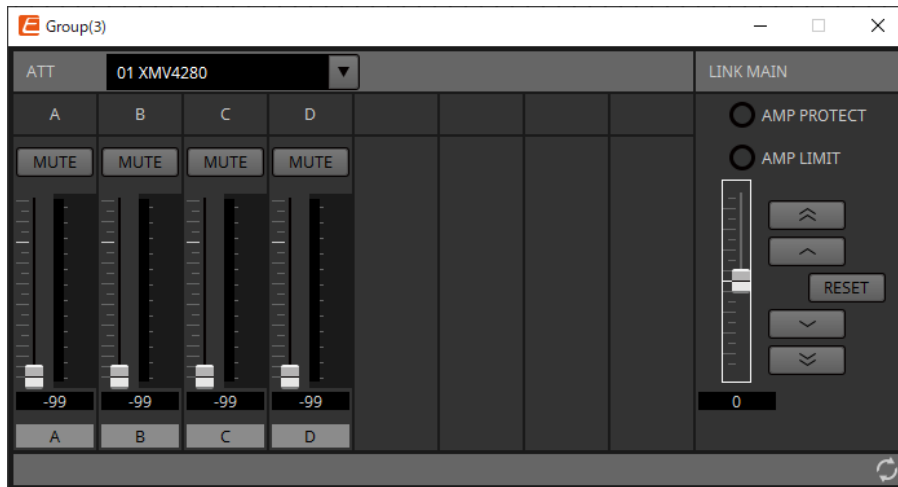 Group(3)
ATT 01 XMV4280 LINK MAIN
A B C D
AMP PROTECT
MUTE MUTE MUTE MUTE
AMP LIMIT
RESET
-99 -99 -99 -99 0
A B C D